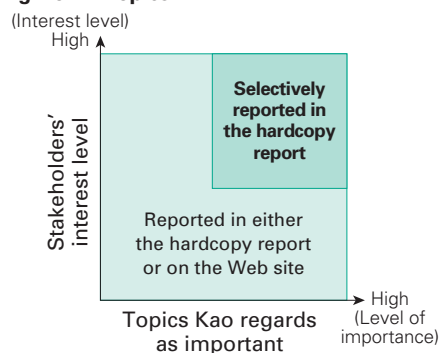 (Interest level)
High
Stakeholders'
interest level
Selectively
reported in
the hardcopy
report
Reported in either
the hardcopy report
or on the Web site
High
(Level of
importance)
Topics Kao regards
as important